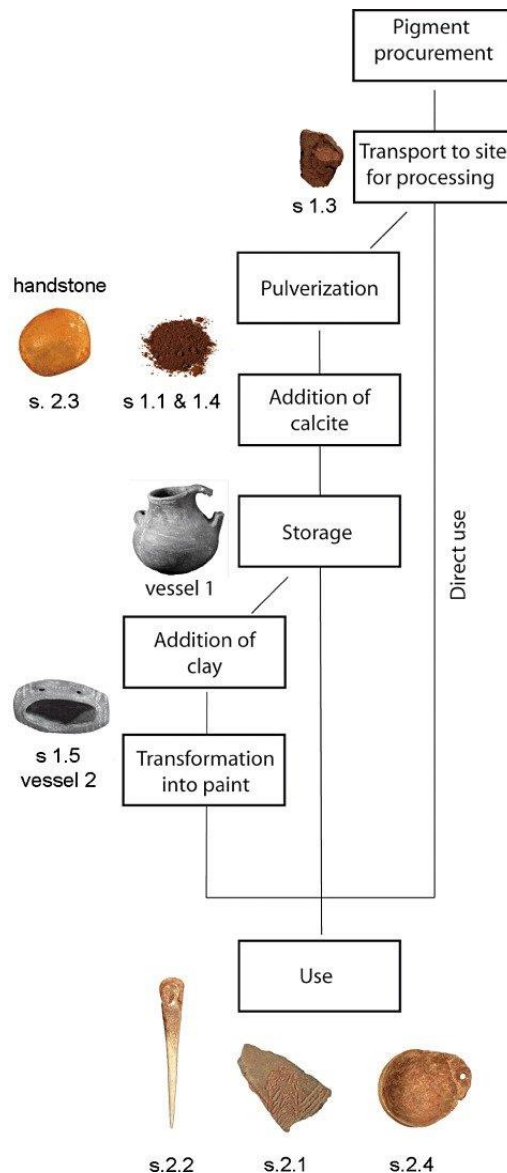 Pigment
procurement
Transport to site
for processing
s 1.3
Pulverization
handstone
s. 2.3
s 1.1 & 1.4
Addition of
calcite
Storage
vessel 1
Direct use
Addition of
clay
s 1.5
vessel 2
Transformation
into paint
Use
s.2.2
s.2.1
s.2.4